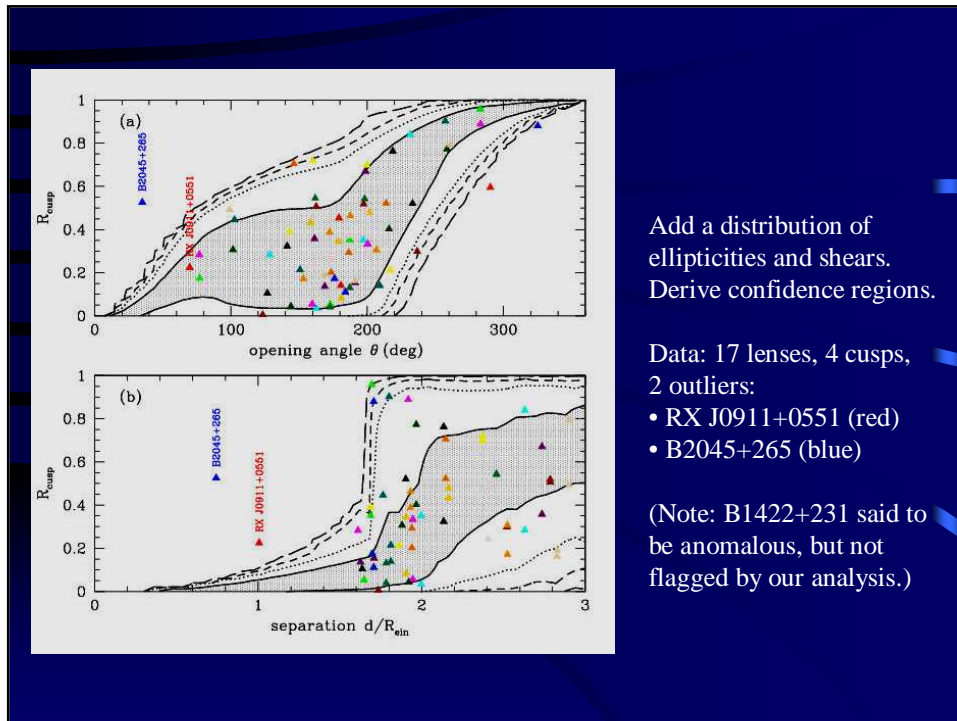 (a)
B2045+265
RX J0911+0551
R_cusp
1
0.8
0.6
0.4
0.2
0
100
200
300
opening angle θ (deg)
(b)
B2045+265
RX J0911+0551
R_cusp
1
0.8
0.6
0.4
0.2
0
0
1
2
3
separation d/R_ein
Add a distribution of
ellipticities and shears.
Derive confidence regions.
Data: 17 lenses, 4 cusps,
2 outliers:
• RX J0911+0551 (red)
• B2045+265 (blue)
(Note: B1422+231 said to
be anomalous, but not
flagged by our analysis.)